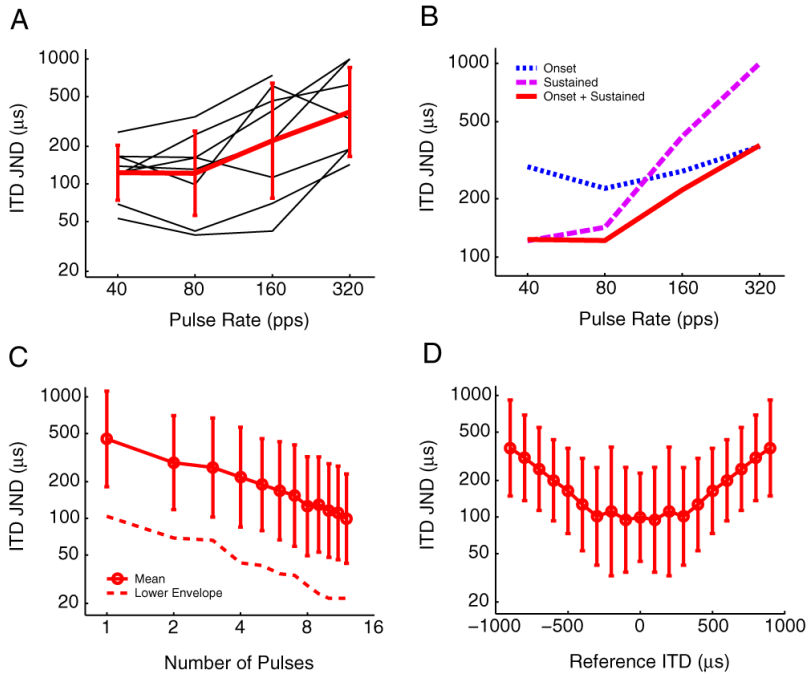 A
1000
500
200
100
50
20
ITD JND (µs)
40 80 160 320
Pulse Rate (pps)
B
Onset
Sustained
Onset + Sustained
1000
500
200
100
ITD JND (µs)
40 80 160 320
Pulse Rate (pps)
C
1000
500
200
100
50
20
ITD JND (µs)
Mean
Lower Envelope
1 2 4 8 16
Number of Pulses
D
1000
500
200
100
50
20
ITD JND (µs)
−1000 −500 0 500 1000
Reference ITD (µs)